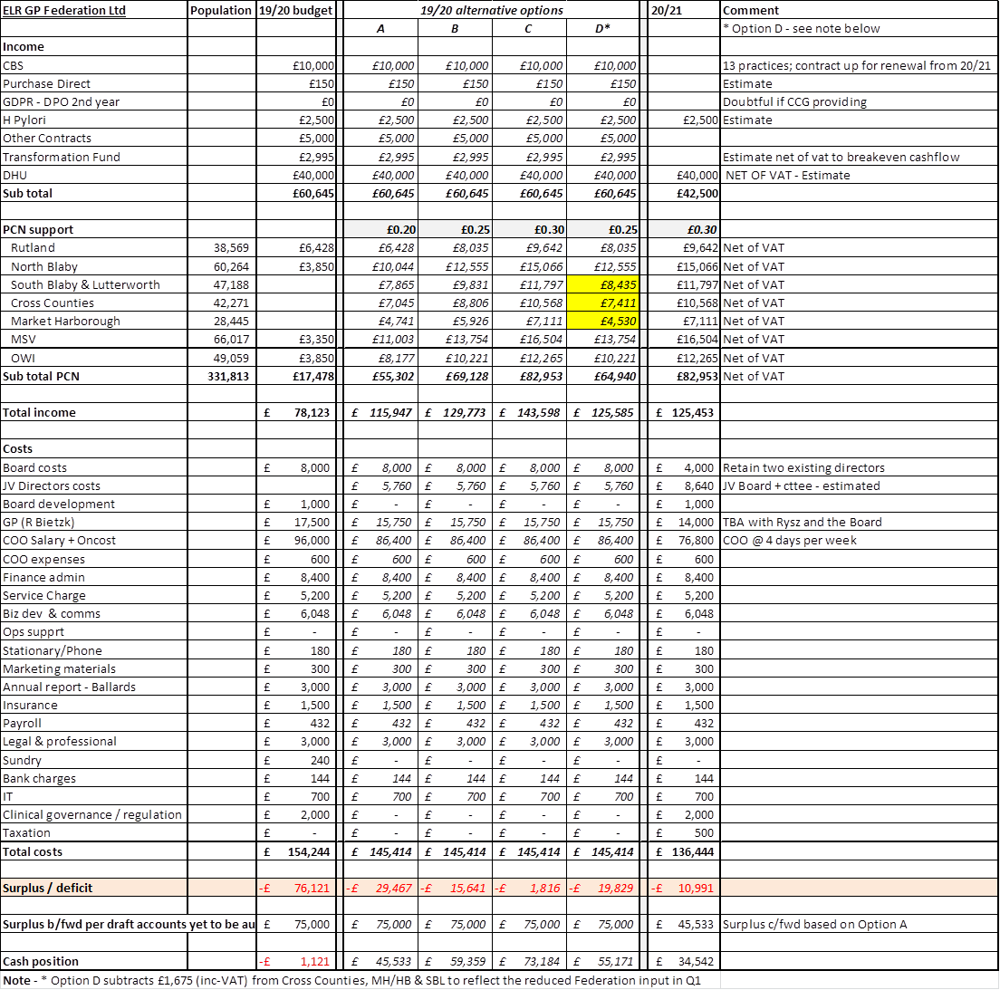 ELR GP Federation Ltd Population 19/20 budget 19/20 alternative options 20/21 Comment
A B C D* * Option D - see note below
Income
CBS £10,000 £10,000 £10,000 £10,000 £10,000 13 practices; contract up for renewal from 20/21
Purchase Direct £150 £150 £150 £150 £150 Estimate
GDPR - DPO 2nd year £0 £0 £0 £0 £0 Doubtful if CCG providing
H Pylori £2,500 £2,500 £2,500 £2,500 £2,500 £2,500 Estimate
Other Contracts £5,000 £5,000 £5,000 £5,000 £5,000
Transformation Fund £2,995 £2,995 £2,995 £2,995 £2,995 Estimate net of vat to breakeven cashflow
DHU £40,000 £40,000 £40,000 £40,000 £40,000 £40,000 NET OF VAT - Estimate
Sub total £60,645 £60,645 £60,645 £60,645 £60,645 £42,500
PCN support £0.20 £0.25 £0.30 £0.25 £0.30
Rutland 38,569 £6,428 £6,428 £8,035 £9,642 £8,035 £9,642 Net of VAT
North Blaby 60,264 £3,850 £10,044 £12,555 £15,066 £12,555 £15,066 Net of VAT
South Blaby & Lutterworth 47,188 £7,865 £9,831 £11,797 £8,435 £11,797 Net of VAT
Cross Counties 42,271 £7,045 £8,806 £10,568 £7,411 £10,568 Net of VAT
Market Harborough 28,445 £4,741 £5,926 £7,111 £4,530 £7,111 Net of VAT
MSV 66,017 £3,350 £11,003 £13,754 £16,504 £13,754 £16,504 Net of VAT
OWI 49,059 £3,850 £8,177 £10,221 £12,265 £10,221 £12,265 Net of VAT
Sub total PCN 331,813 £17,478 £55,302 £69,128 £82,953 £64,940 £82,953 Net of VAT
Total income £ 78,123 £ 115,947 £ 129,773 £ 143,598 £ 125,585 £ 125,453
Costs
Board costs £ 8,000 £ 8,000 £ 8,000 £ 8,000 £ 8,000 £ 4,000 Retain two existing directors
JV Directors costs £ 5,760 £ 5,760 £ 5,760 £ 5,760 £ 8,640 JV Board + cttee - estimated
Board development £ 1,000 £ - £ - £ - £ - £ 1,000
GP (R Bietzk) £ 17,500 £ 15,750 £ 15,750 £ 15,750 £ 15,750 £ 14,000 TBA with Rysz and the Board
COO Salary + Oncost £ 96,000 £ 86,400 £ 86,400 £ 86,400 £ 86,400 £ 76,800 COO @ 4 days per week
COO expenses £ 600 £ 600 £ 600 £ 600 £ 600 £ 600
Finance admin £ 8,400 £ 8,400 £ 8,400 £ 8,400 £ 8,400 £ 8,400
Service Charge £ 5,200 £ 5,200 £ 5,200 £ 5,200 £ 5,200 £ 5,200
Biz dev & comms £ 6,048 £ 6,048 £ 6,048 £ 6,048 £ 6,048 £ 6,048
Ops supprt £ - £ - £ - £ - £ - £ -
Stationary/Phone £ 180 £ 180 £ 180 £ 180 £ 180 £ 180
Marketing materials £ 300 £ 300 £ 300 £ 300 £ 300 £ 300
Annual report - Ballards £ 3,000 £ 3,000 £ 3,000 £ 3,000 £ 3,000 £ 3,000
Insurance £ 1,500 £ 1,500 £ 1,500 £ 1,500 £ 1,500 £ 1,500
Payroll £ 432 £ 432 £ 432 £ 432 £ 432 £ 432
Legal & professional £ 3,000 £ 3,000 £ 3,000 £ 3,000 £ 3,000 £ 3,000
Sundry £ 240 £ - £ - £ - £ - £ -
Bank charges £ 144 £ 144 £ 144 £ 144 £ 144 £ 144
IT £ 700 £ 700 £ 700 £ 700 £ 700 £ 700
Clinical governance / regulation £ 2,000 £ - £ - £ - £ - £ 2,000
Taxation £ - £ - £ - £ - £ - £ 500
Total costs £ 154,244 £ 145,414 £ 145,414 £ 145,414 £ 145,414 £ 136,444
Surplus / deficit -£ 76,121 -£ 29,467 -£ 15,641 -£ 1,816 -£ 19,829 -£ 10,991
Surplus b/fwd per draft accounts yet to be au £ 75,000 £ 75,000 £ 75,000 £ 75,000 £ 75,000 £ 45,533 Surplus c/fwd based on Option A
Cash position -£ 1,121 £ 45,533 £ 59,359 £ 73,184 £ 55,171 £ 34,542
Note - * Option D subtracts £1,675 (inc-VAT) from Cross Counties, MH/HB & SBL to reflect the reduced Federation input in Q1